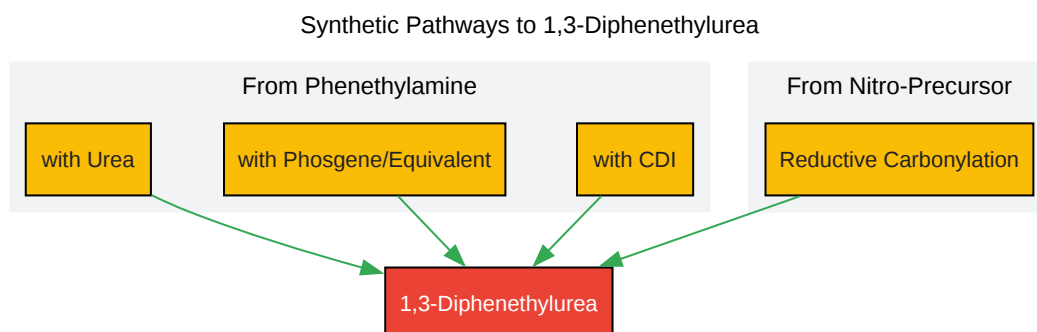 Synthetic Pathways to 1,3-Diphenethylurea
From Phenethylamine
From Nitro-Precursor
with Urea
with Phosgene/Equivalent
with CDI
Reductive Carbonylation
1,3-Diphenethylurea